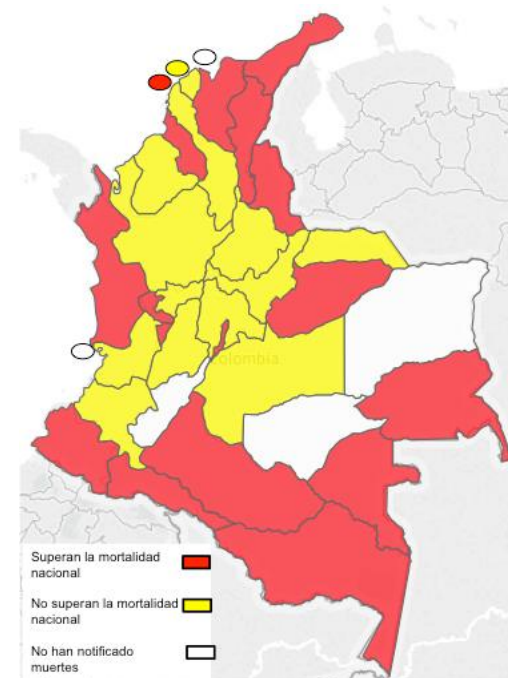 Colombia
Superan la mortalidad
nacional
No superan la mortalidad
nacional
No han notificado
muertes